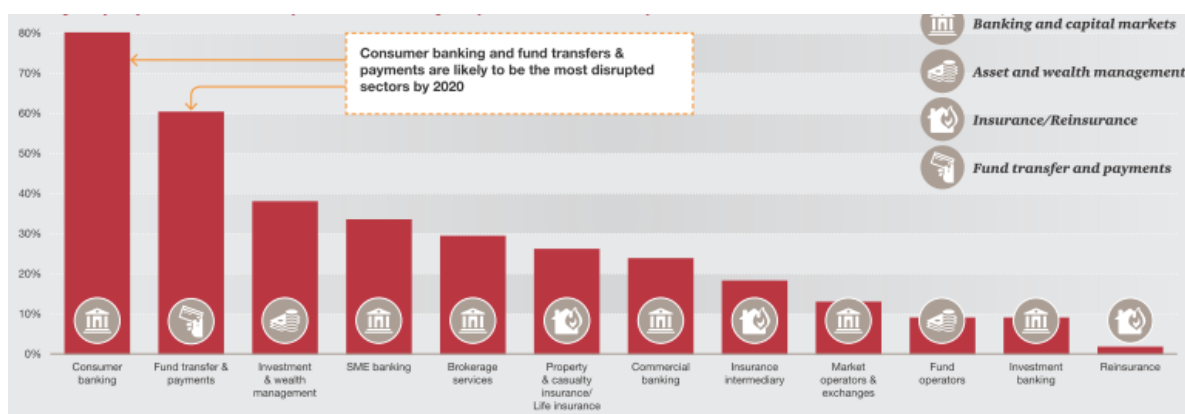 80%
70%
60%
50%
40%
30%
20%
10%
0%
Consumer banking and fund transfers &
payments are likely to be the most disrupted
sectors by 2020
Banking and capital markets
Asset and wealth management
Insurance/Reinsurance
Fund transfer and payments
Consumer
banking
Fund transfer &
payments
Investment
& wealth
management
SME banking
Brokerage
services
Property
& casualty
insurance/
Life insurance
Commercial
banking
Insurance
intermediary
Market
operators &
exchanges
Fund
operators
Investment
banking
Reinsurance